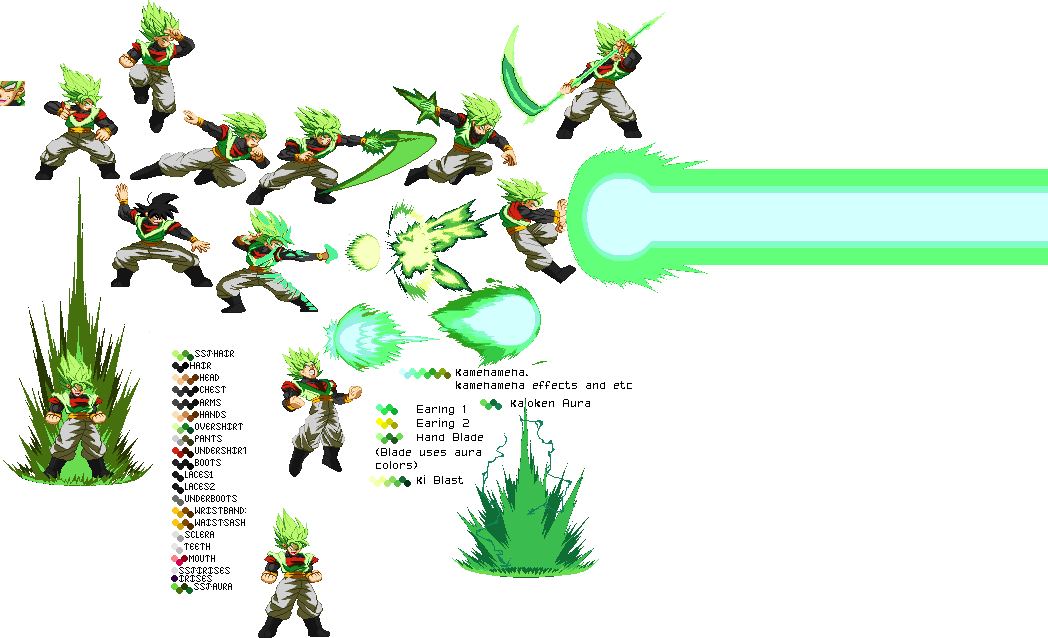 SSJHAIR
HAIR
HEAD
CHEST
ARMS
HANDS
OVERSHIRT
PANTS
UNDERSHIRT
BOOTS
LACES1
LACES2
UNDERBOOTS
WRISTBAND:
WAISTSASH
SCLERA
TEETH
MOUTH
SSJIRISES
IRISES
SSJAURA
Kamehameha.
kamehameha effects and etc
Earing 1
Earing 2
Hand Blade
(Blade uses aura
colors)
Ki Blast
Kaioken Aura